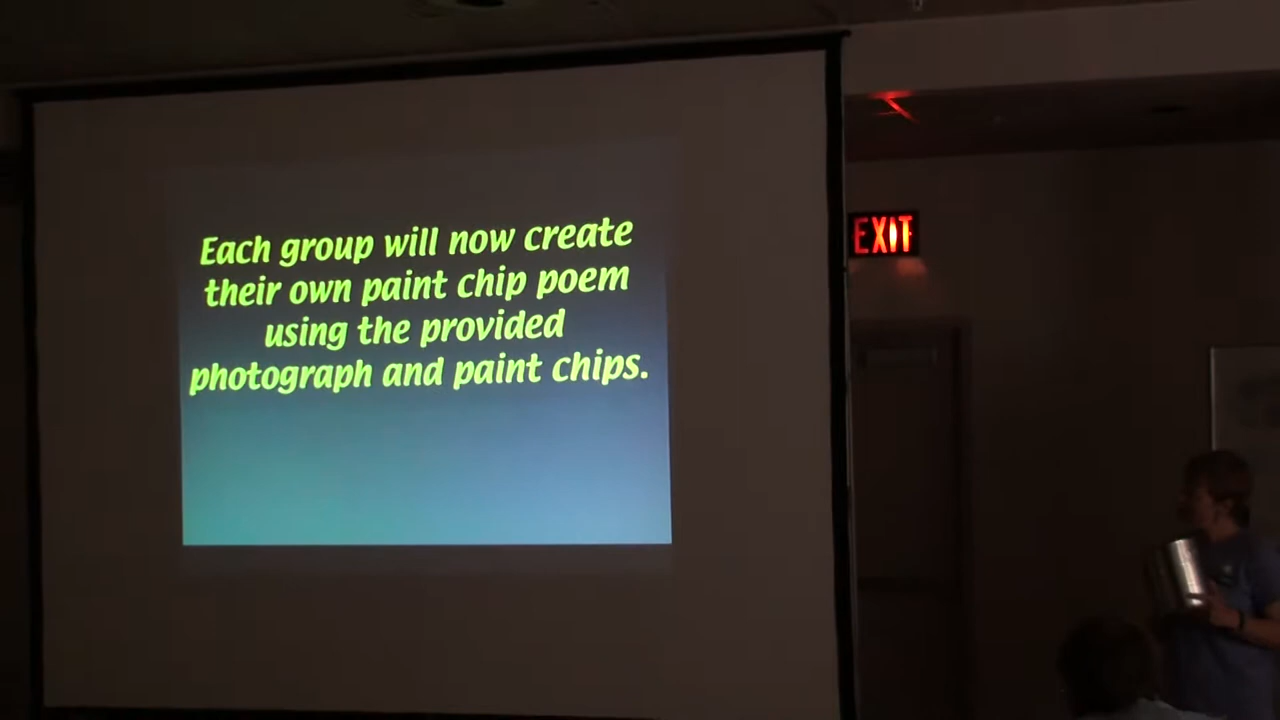 Each group will now create
their own paint chip poem
using the provided
photograph and paint chips.
EXIT